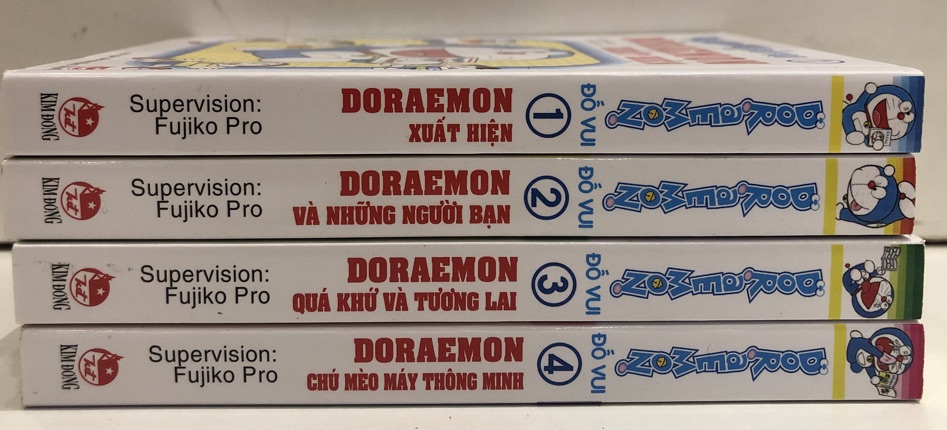 KIM ĐỒNG
Supervision:
Fujiko Pro
DORAEMON
XUẤT HIỆN
1
ĐỐ VUI
DORAEMON
KIM ĐỒNG
Supervision:
Fujiko Pro
DORAEMON
VÀ NHỮNG NGƯỜI BẠN
2
ĐỐ VUI
DORAEMON
KIM ĐỒNG
Supervision:
Fujiko Pro
DORAEMON
QUÁ KHỨ VÀ TƯƠNG LAI
3
ĐỐ VUI
DORAEMON
KIM ĐỒNG
Supervision:
Fujiko Pro
DORAEMON
CHÚ MÈO MÁY THÔNG MINH
4
ĐỐ VUI
DORAEMON